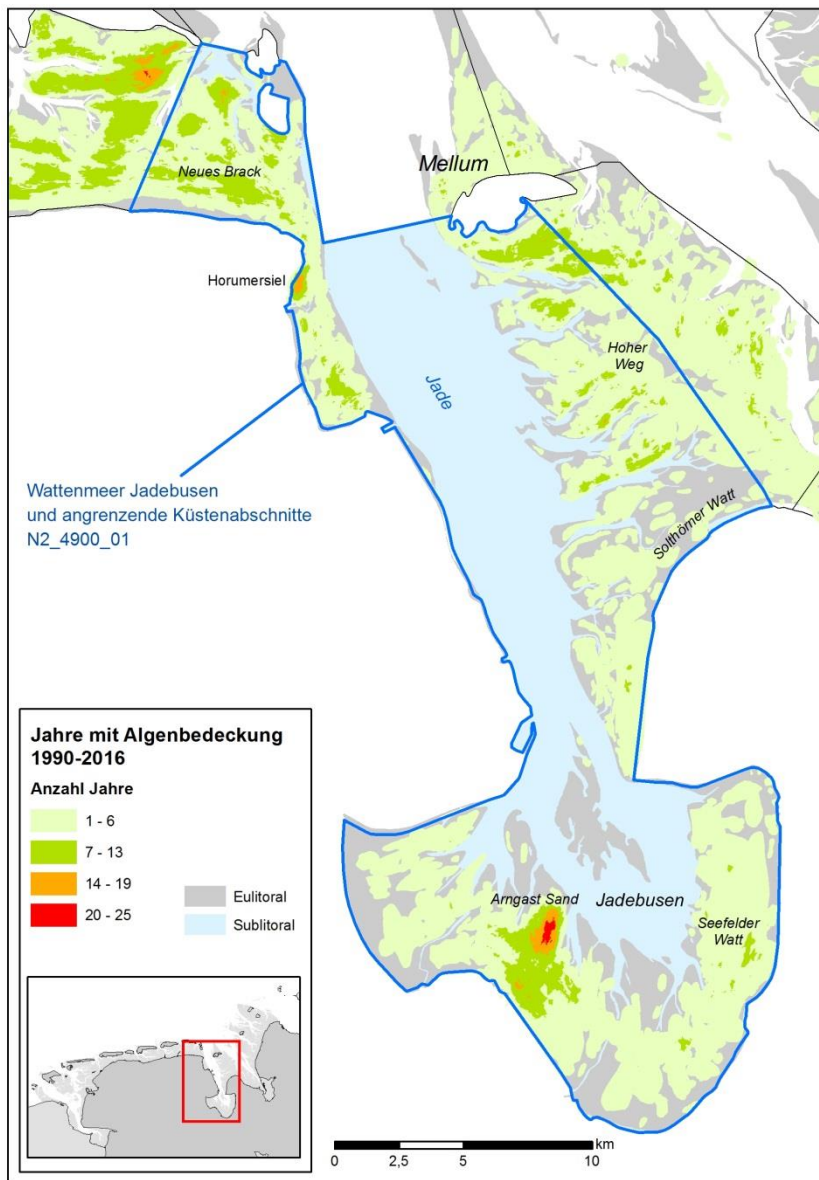 Mellum
Neues Brack
Horumersiel
Hoher
Weg
Jade
Wattenmeer Jadebusen
und angrenzende Küstenabschnitte
N2_4900_01
Solthörner Watt
Jahre mit Algenbedeckung
1990-2016
Anzahl Jahre
1 - 6
7 - 13
14 - 19
20 - 25
Eulitoral
Sublitoral
Arngast Sand
Jadebusen
Seefelder
Watt
km
0 2,5 5 10